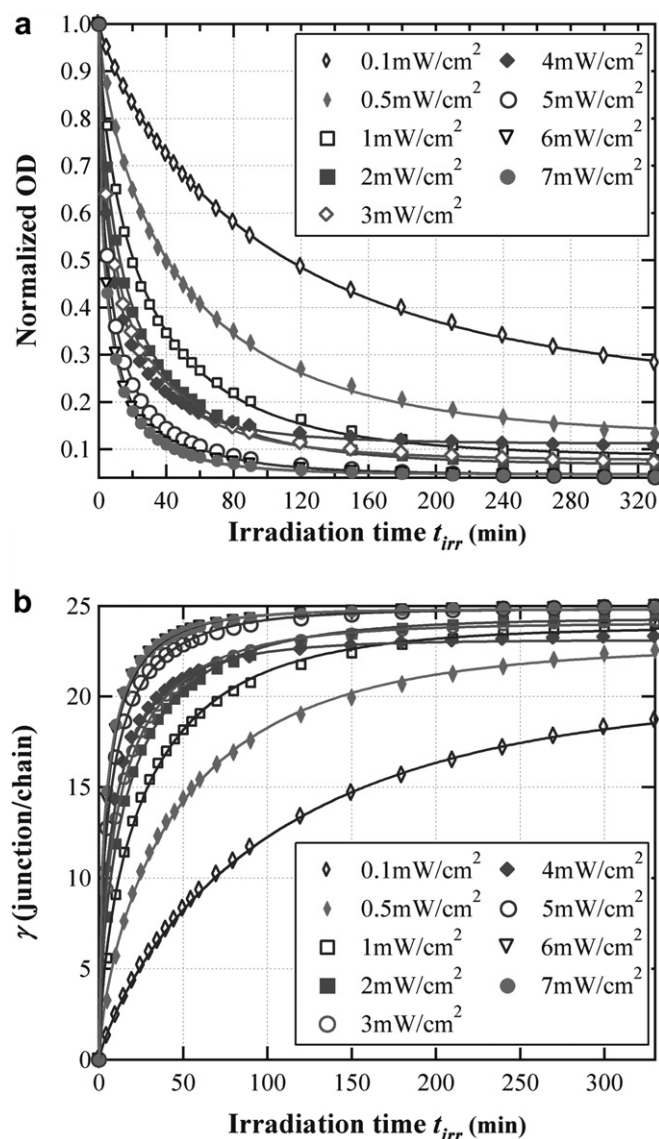 a
Normalized OD
1.0
0.9
0.8
0.7
0.6
0.5
0.4
0.3
0.2
0.1
0.1mW/cm²
0.5mW/cm²
1mW/cm²
2mW/cm²
3mW/cm²
4mW/cm²
5mW/cm²
6mW/cm²
7mW/cm²
0 40 80 120 160 200 240 280 320
Irradiation time t_irr (min)
b
γ (junction/chain)
25
20
15
10
5
0
0.1mW/cm²
0.5mW/cm²
1mW/cm²
2mW/cm²
3mW/cm²
4mW/cm²
5mW/cm²
6mW/cm²
7mW/cm²
0 50 100 150 200 250 300
Irradiation time t_irr (min)